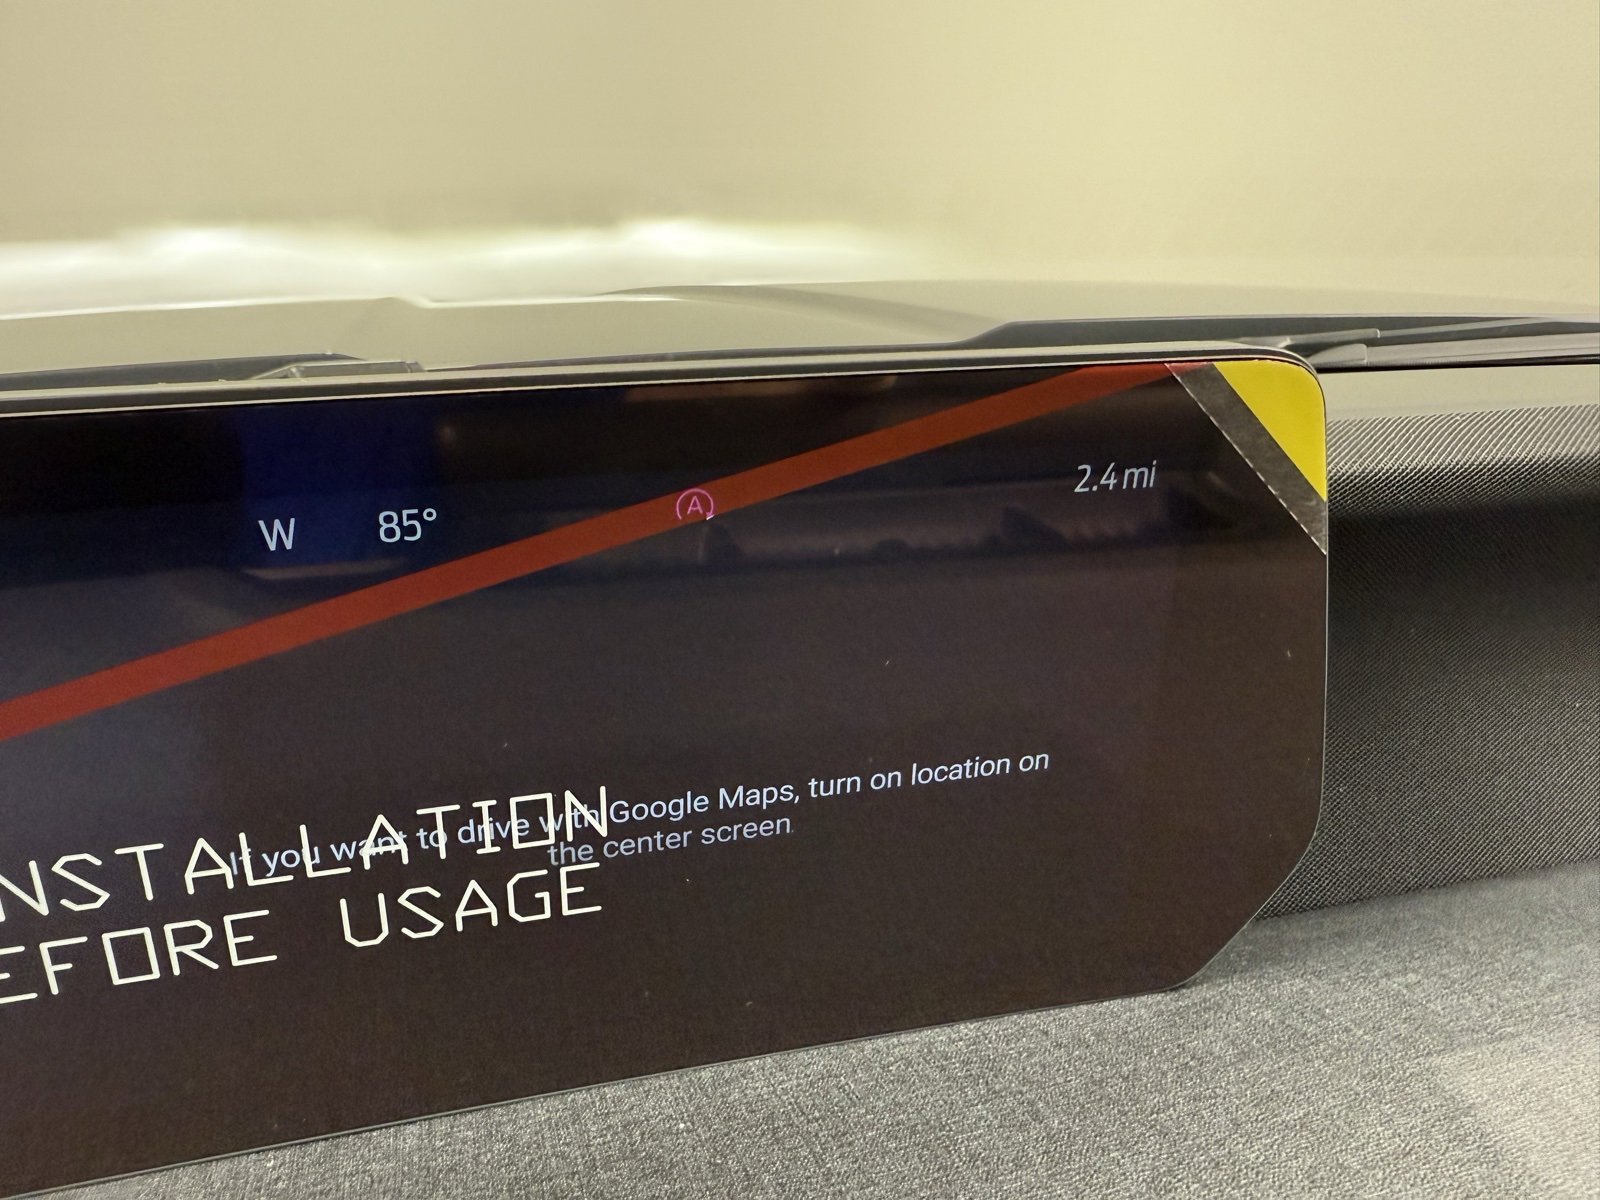 W 85° A 2.4 mi
If you want to drive with Google Maps, turn on location on
the center screen.
NSTALLATION
EFORE USAGE